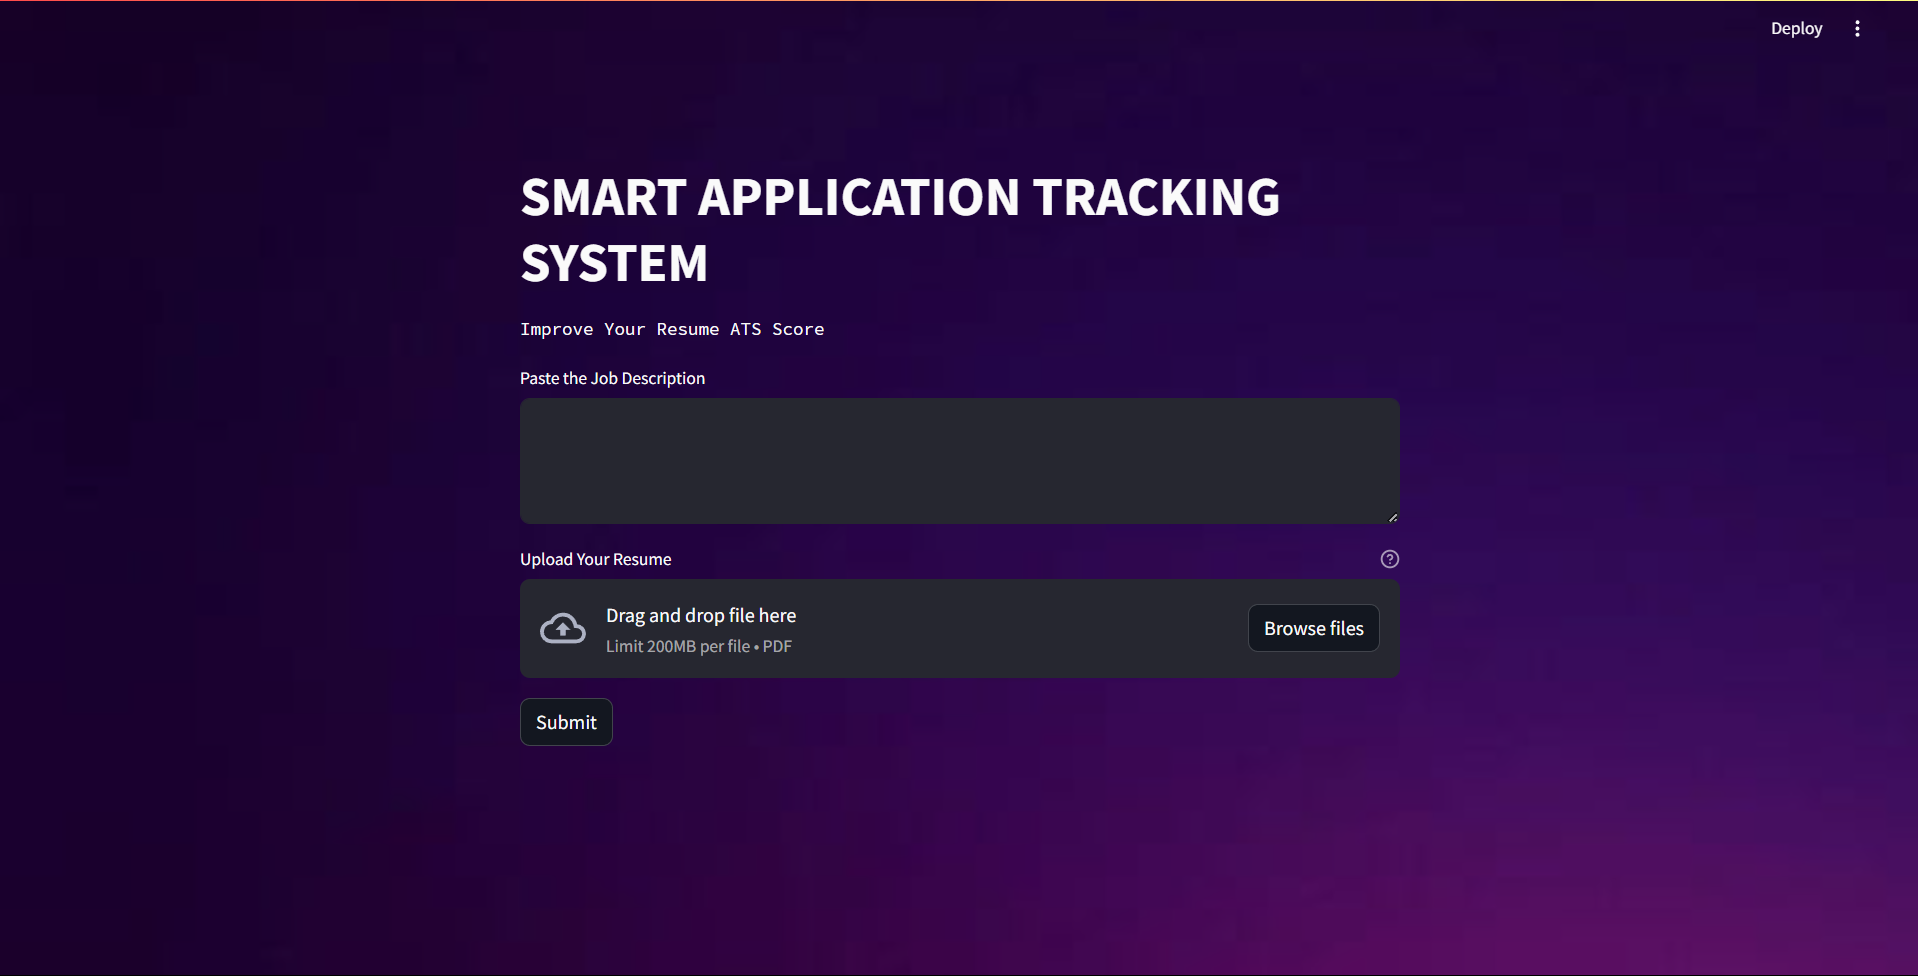 Deploy
SMART APPLICATION TRACKING
SYSTEM
Improve Your Resume ATS Score
Paste the Job Description
Upload Your Resume
Drag and drop file here
Limit 200MB per file • PDF
Browse files
Submit